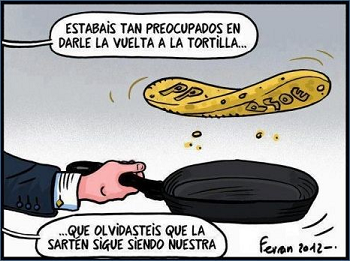 ESTABAIS TAN PREOCUPADOS EN
DARLE LA VUELTA A LA TORTILLA...
PP
PSOE
...QUE OLVIDASTEIS QUE LA
SARTÉN SIGUE SIENDO NUESTRA
Ferran 2012-.